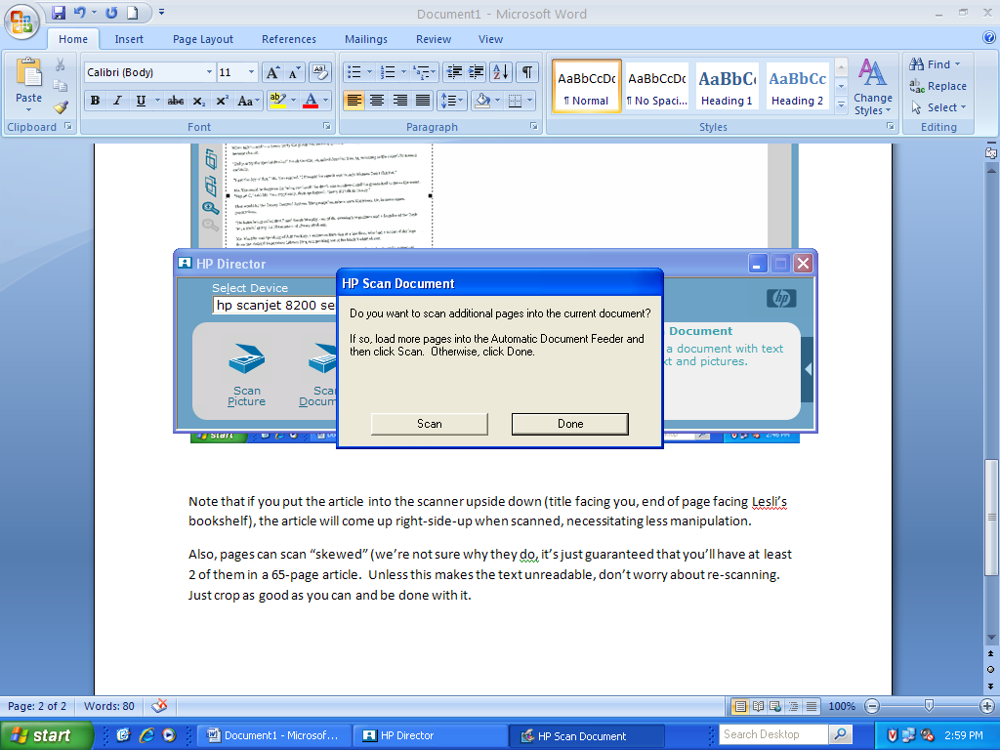 Document1 - Microsoft Word
Home Insert Page Layout References Mailings Review View
Paste
Calibri (Body) 11
B I U abc x₂ x² Aa
AaBbCcDc AaBbCcDc AaBbC AaBbCc
¶ Normal ¶ No Spaci... Heading 1 Heading 2
Change Styles
Find
Replace
Select
Clipboard Font Paragraph Styles Editing
HP Director
Select Device
hp scanjet 8200 se
hp
Scan Picture
Scan
Docum
Document
a document with text
xt and pictures.
HP Scan Document
Do you want to scan additional pages into the current document?
If so, load more pages into the Automatic Document Feeder and
then click Scan. Otherwise, click Done.
Scan Done
start
2:58 PM
Note that if you put the article into the scanner upside down (title facing you, end of page facing Lesli's
bookshelf), the article will come up right-side-up when scanned, necessitating less manipulation.
Also, pages can scan “skewed” (we're not sure why they do, it's just guaranteed that you'll have at least
2 of them in a 65-page article. Unless this makes the text unreadable, don't worry about re-scanning.
Just crop as good as you can and be done with it.
Page: 2 of 2 Words: 80 100%
start Document1 - Microsof... HP Director HP Scan Document Search Desktop 2:59 PM